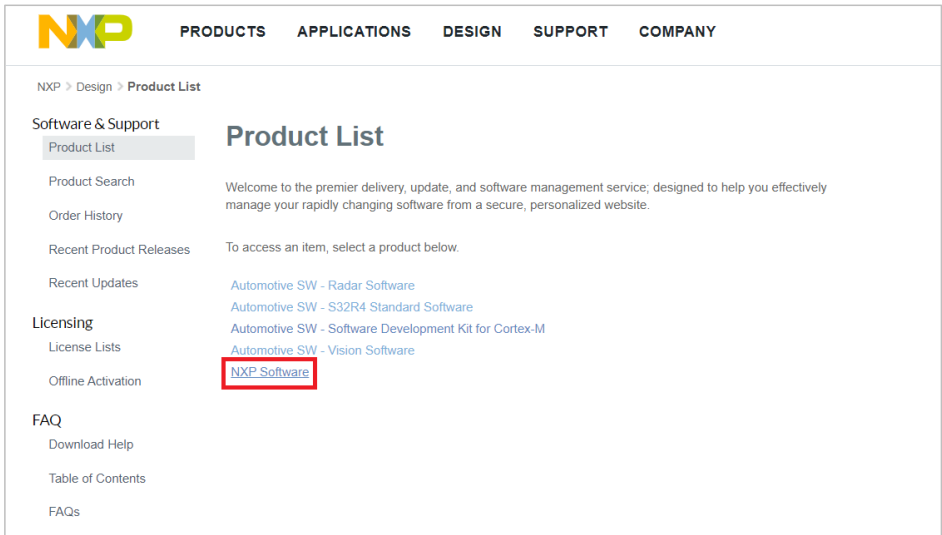 NXP
PRODUCTS APPLICATIONS DESIGN SUPPORT COMPANY
NXP > Design > Product List
Software & Support
Product List
Product Search
Order History
Recent Product Releases
Recent Updates
Licensing
License Lists
Offline Activation
FAQ
Download Help
Table of Contents
FAQs
Product List
Welcome to the premier delivery, update, and software management service; designed to help you effectively
manage your rapidly changing software from a secure, personalized website.
To access an item, select a product below.
Automotive SW - Radar Software
Automotive SW - S32R4 Standard Software
Automotive SW - Software Development Kit for Cortex-M
Automotive SW - Vision Software
NXP Software